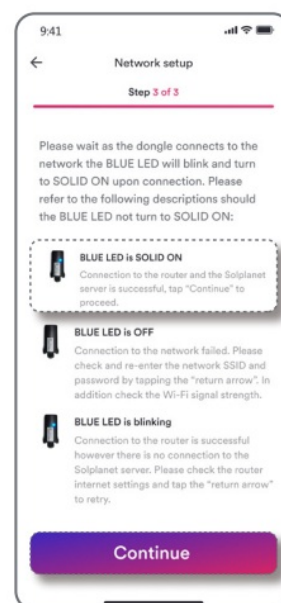 9:41
Network setup
Step 3 of 3
Please wait as the dongle connects to the
network the BLUE LED will blink and turn
to SOLID ON upon connection. Please
refer to the following descriptions should
the BLUE LED not turn to SOLID ON:
BLUE LED is SOLID ON
Connection to the router and the Solplanet
server is successful, tap “Continue” to
proceed.
BLUE LED is OFF
Connection to the network failed. Please
check and re-enter the network SSID and
password by tapping the “return arrow”. In
addition check the Wi-Fi signal strength.
BLUE LED is blinking
Connection to the router is successful
however there is no connection to the
Solplanet server. Please check the router
internet settings and tap the “return arrow”
to retry.
Continue